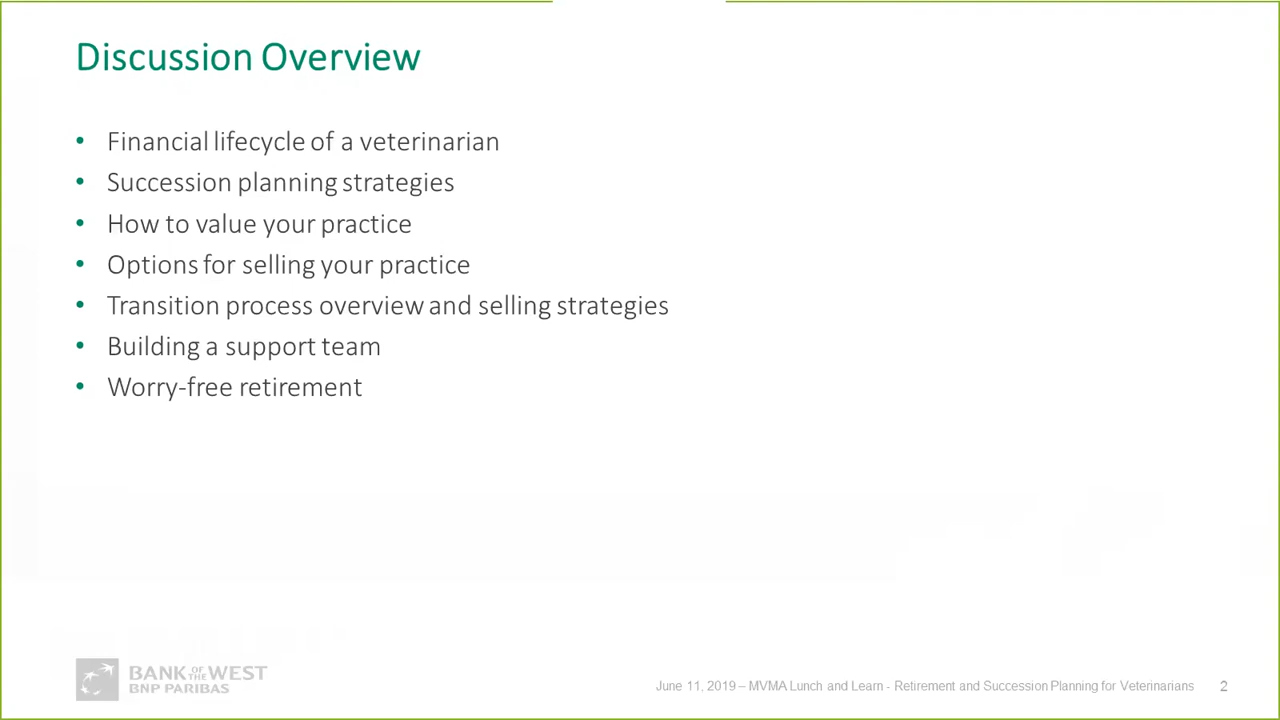 Discussion Overview
• Financial lifecycle of a veterinarian
• Succession planning strategies
• How to value your practice
• Options for selling your practice
• Transition process overview and selling strategies
• Building a support team
• Worry-free retirement
BANK OF THE WEST
BNP PARIBAS
June 11, 2019 – MVMA Lunch and Learn - Retirement and Succession Planning for Veterinarians 2